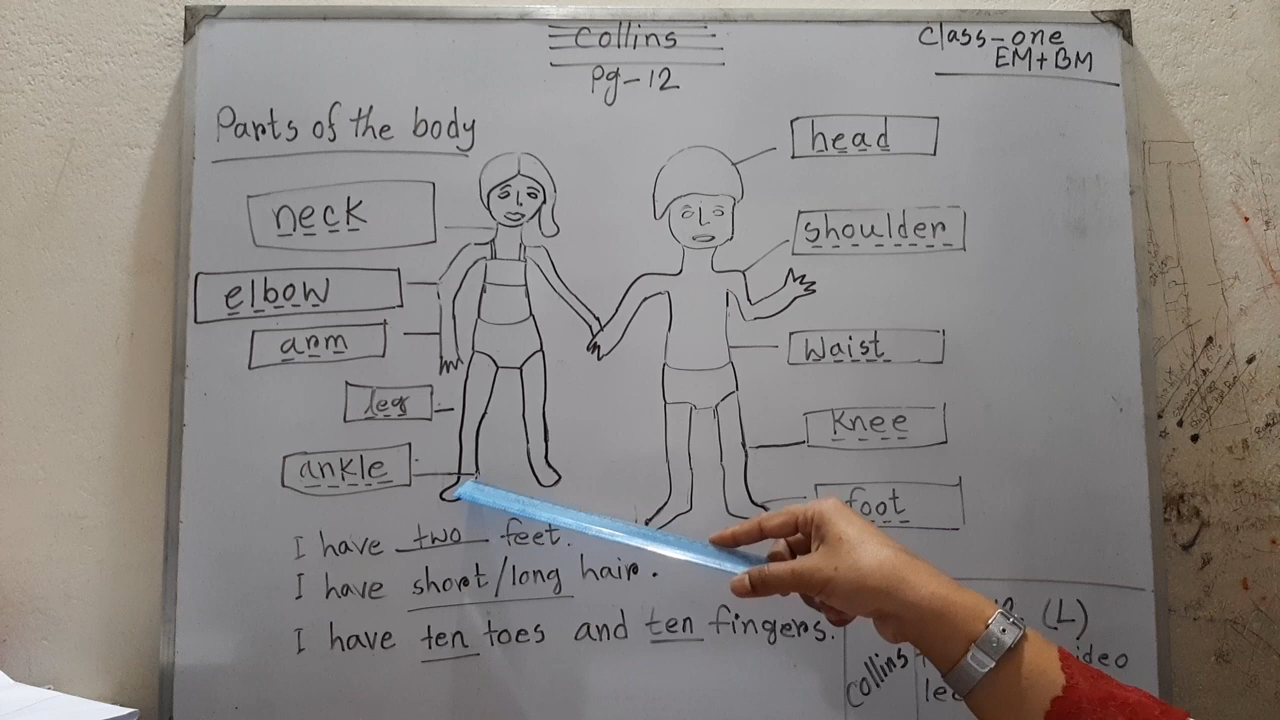 Collins
Pg-12
Class-one
EM+BM
Parts of the body
neck
elbow
arm
leg
ankle
head
shoulder
Waist
Knee
foot
I have two feet.
I have short/long hair.
I have ten toes and ten fingers.
Collins
(L)